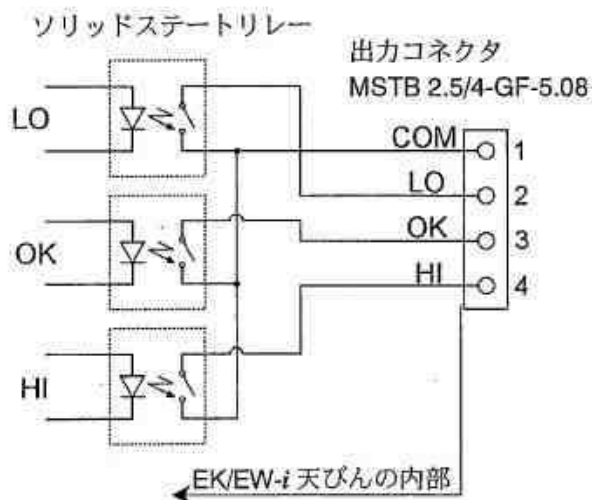 ソリッドステートリレー
出力コネクタ
MSTB 2.5/4-GF-5.08
LO
COM
1
LO
2
OK
OK
3
HI
4
HI
EK/EW-i 天びんの内部